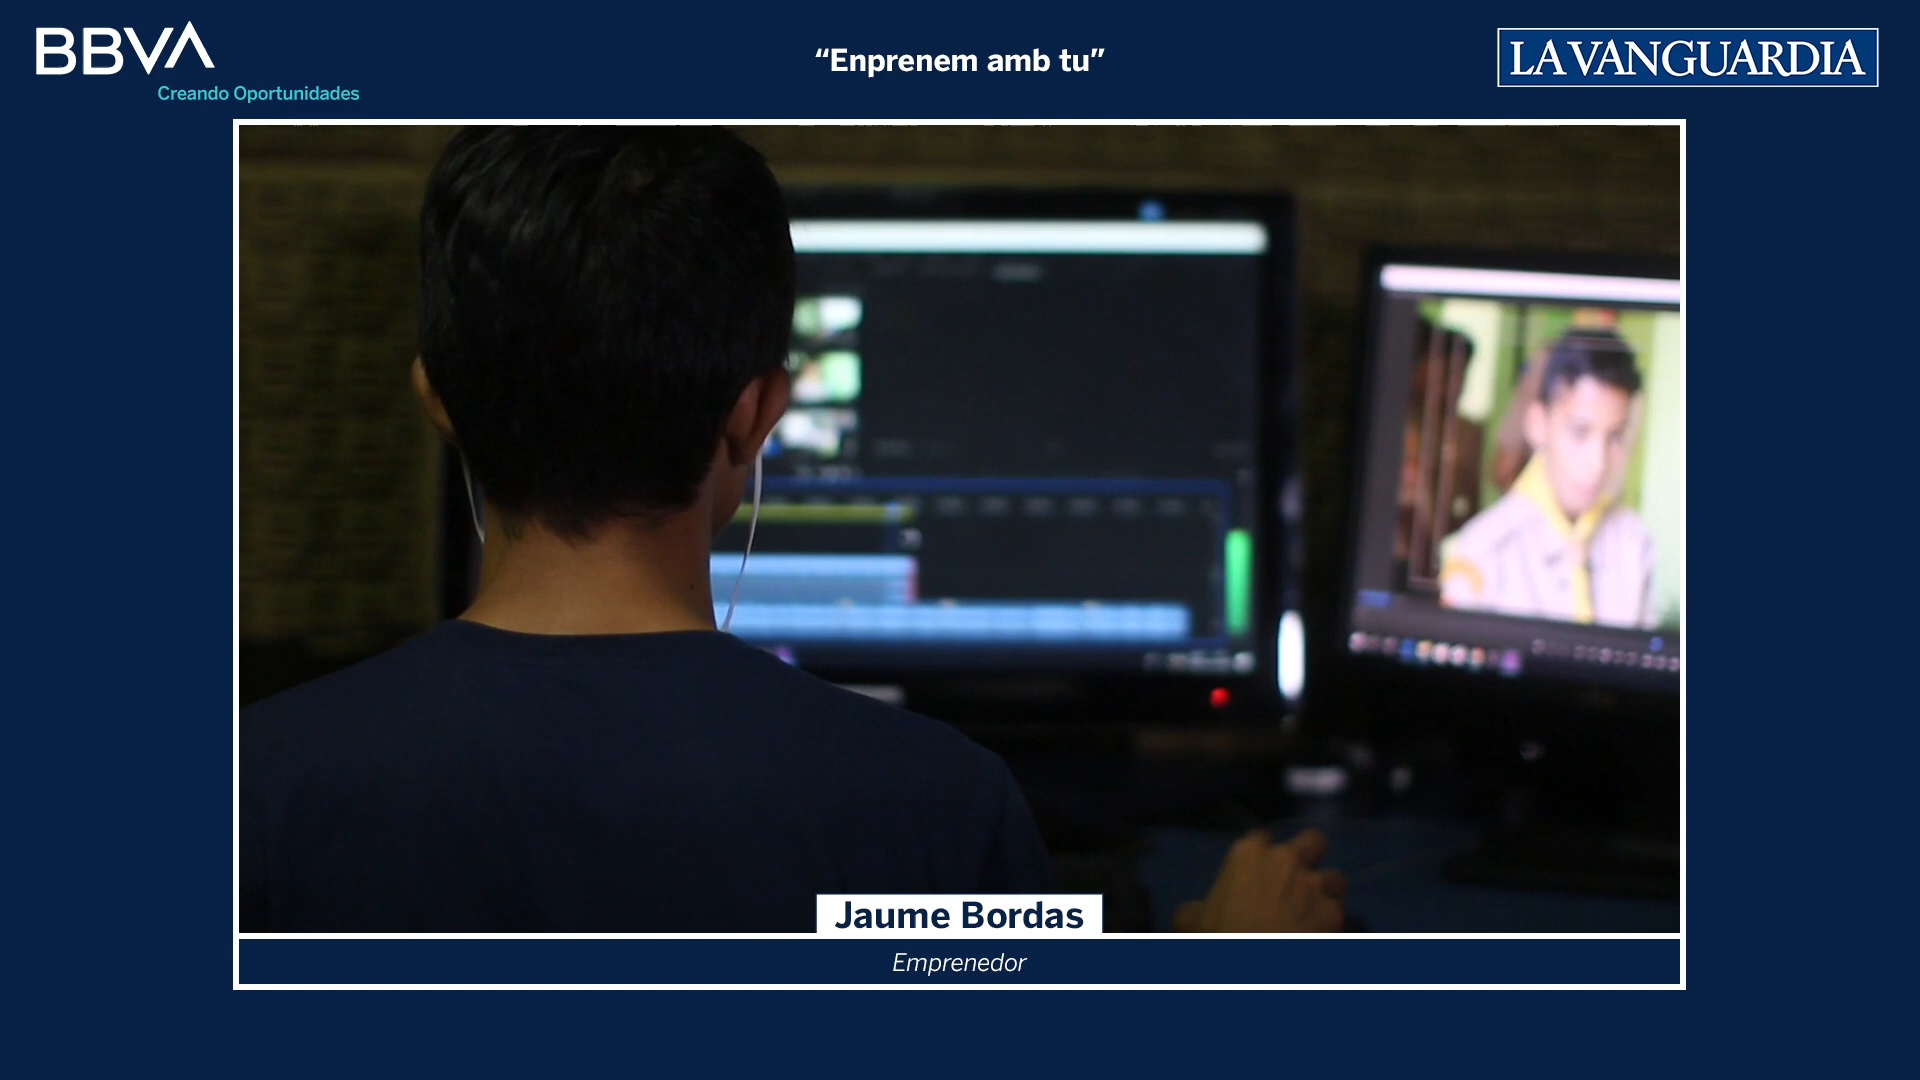 BBVA
Creando Oportunidades
“Enprenem amb tu”
LA VANGUARDIA
Jaume Bordas
Emprenedor